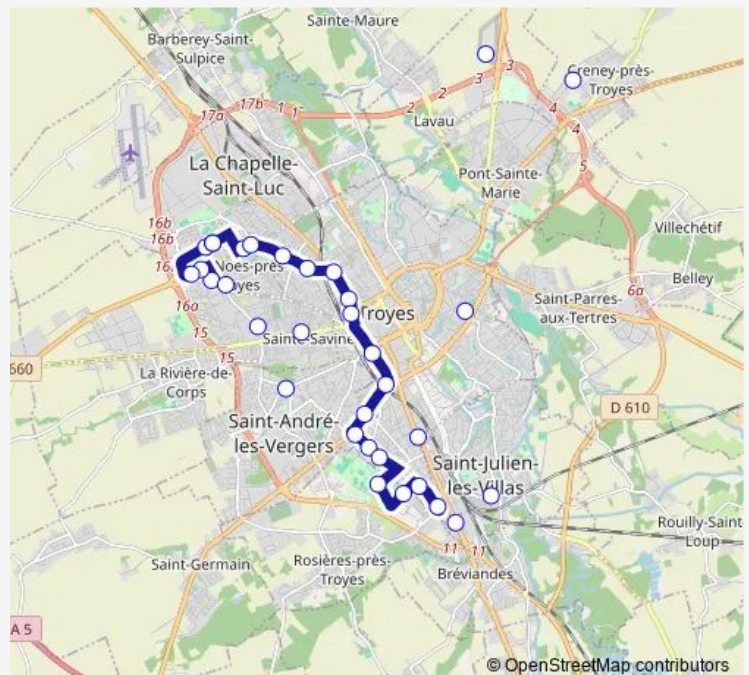 Sainte-Maure
Barberey-Saint-
Sulpice
Creney-près-
Troyes
3
3
2
2
17b
1
1
17a
4
4
Lavau
5
La Chapelle-
Saint-Luc
Pont-Sainte-
Marie
16b
16b
Villechétif
Noës-près
Belley
6a
16a
Saint-Parres-
aux-Tertres
Troyes
15
Sainte-Savine
660
La Rivière-de-
Corps
15
D 610
Saint-André-
les-Vergers
Saint-Julien-
les-Villas
Rouilly-Saint
Loup
11
11
Saint-Germain
Rosières-près-
Troyes
Bréviandes
A 5
© OpenStreetMap contributors